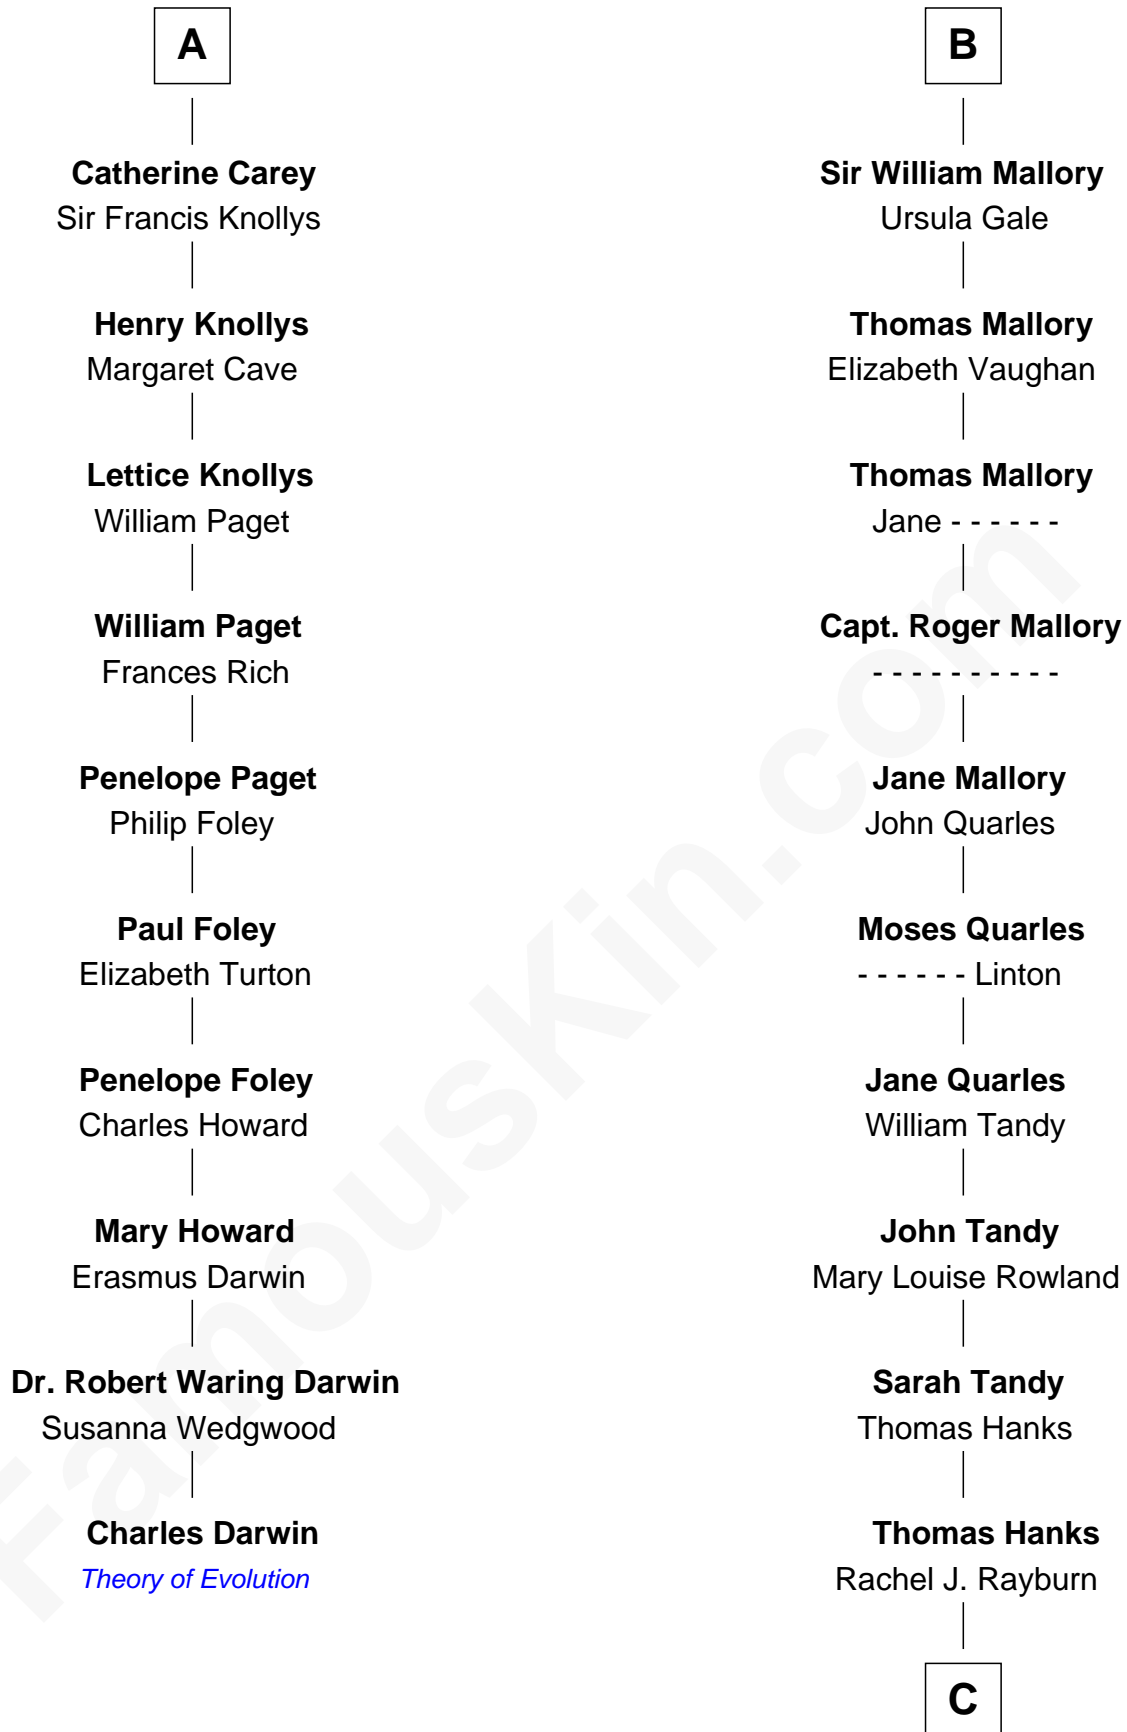 A
Catherine Carey
Sir Francis Knollys
Henry Knollys
Margaret Cave
Lettice Knollys
William Paget
William Paget
Frances Rich
Penelope Paget
Philip Foley
Paul Foley
Elizabeth Turton
Penelope Foley
Charles Howard
Mary Howard
Erasmus Darwin
Dr. Robert Waring Darwin
Susanna Wedgwood
Charles Darwin
Theory of Evolution
B
Sir William Mallory
Ursula Gale
Thomas Mallory
Elizabeth Vaughan
Thomas Mallory
Jane - - - - - -
Capt. Roger Mallory
- - - - - - - - - -
Jane Mallory
John Quarles
Moses Quarles
- - - - - - Linton
Jane Quarles
William Tandy
John Tandy
Mary Louise Rowland
Sarah Tandy
Thomas Hanks
Thomas Hanks
Rachel J. Rayburn
C
FamousKin.com